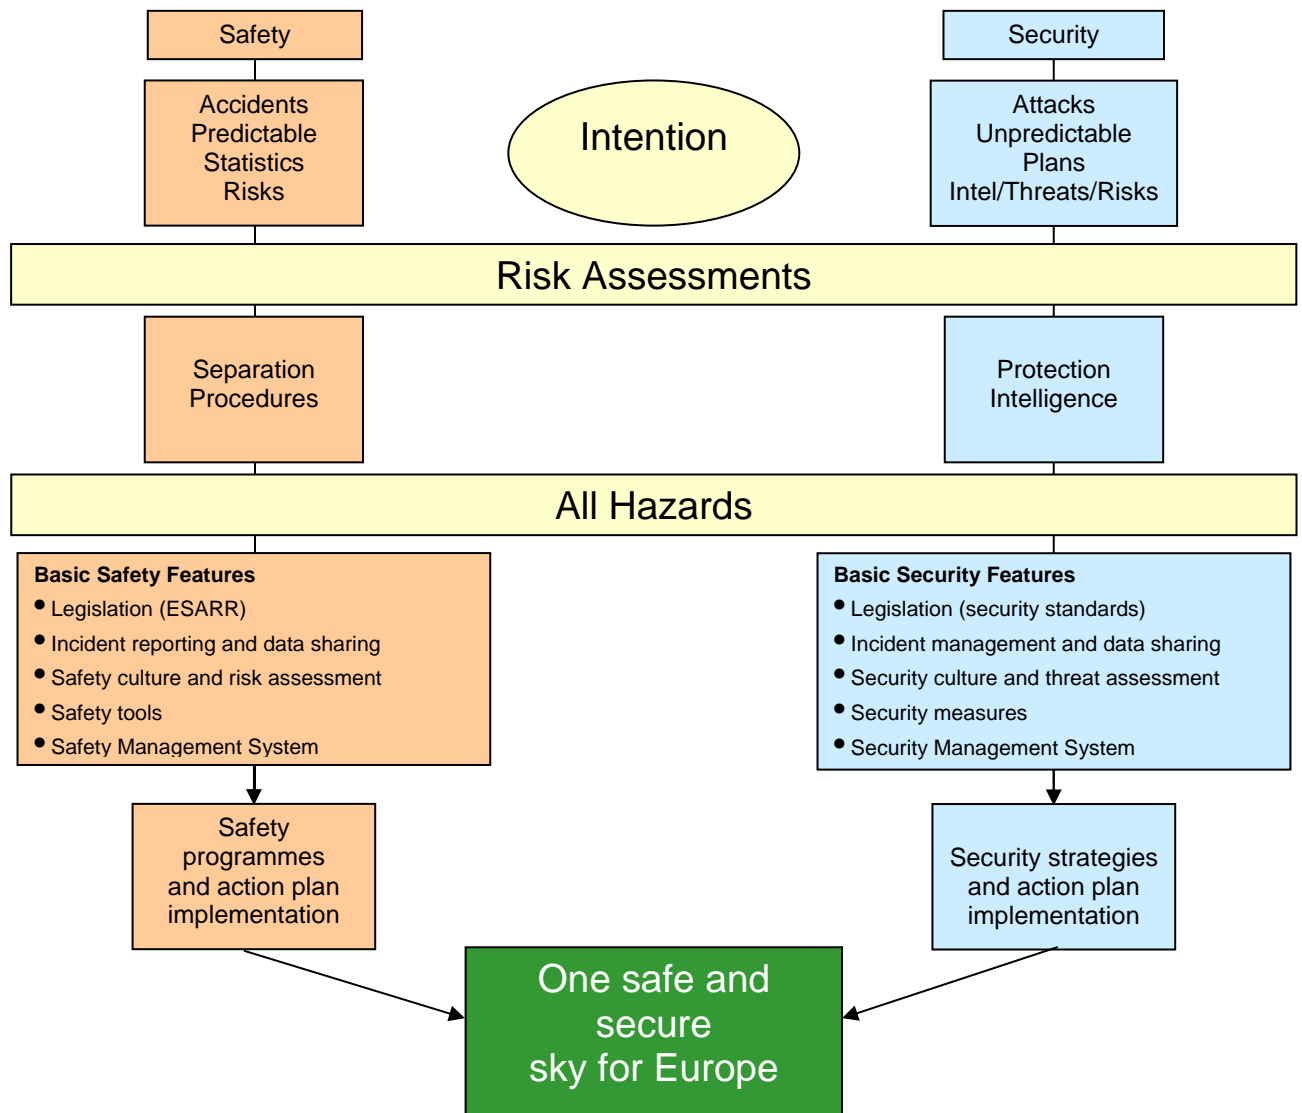 Safety
Security
Accidents
Predictable
Statistics
Risks
Intention
Attacks
Unpredictable
Plans
Intel/Threats/Risks
Risk Assessments
Separation
Procedures
Protection
Intelligence
All Hazards
Basic Safety Features
• Legislation (ESARR)
• Incident reporting and data sharing
• Safety culture and risk assessment
• Safety tools
• Safety Management System
Basic Security Features
• Legislation (security standards)
• Incident management and data sharing
• Security culture and threat assessment
• Security measures
• Security Management System
Safety
programmes
and action plan
implementation
Security strategies
and action plan
implementation
One safe and
secure
sky for Europe